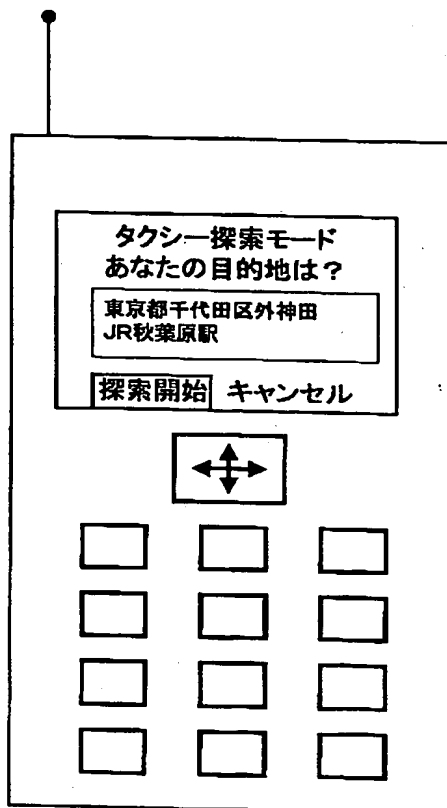 タクシー探索モード
あなたの目的地は？
東京都千代田区外神田
JR秋葉原駅
探索開始 キャンセル